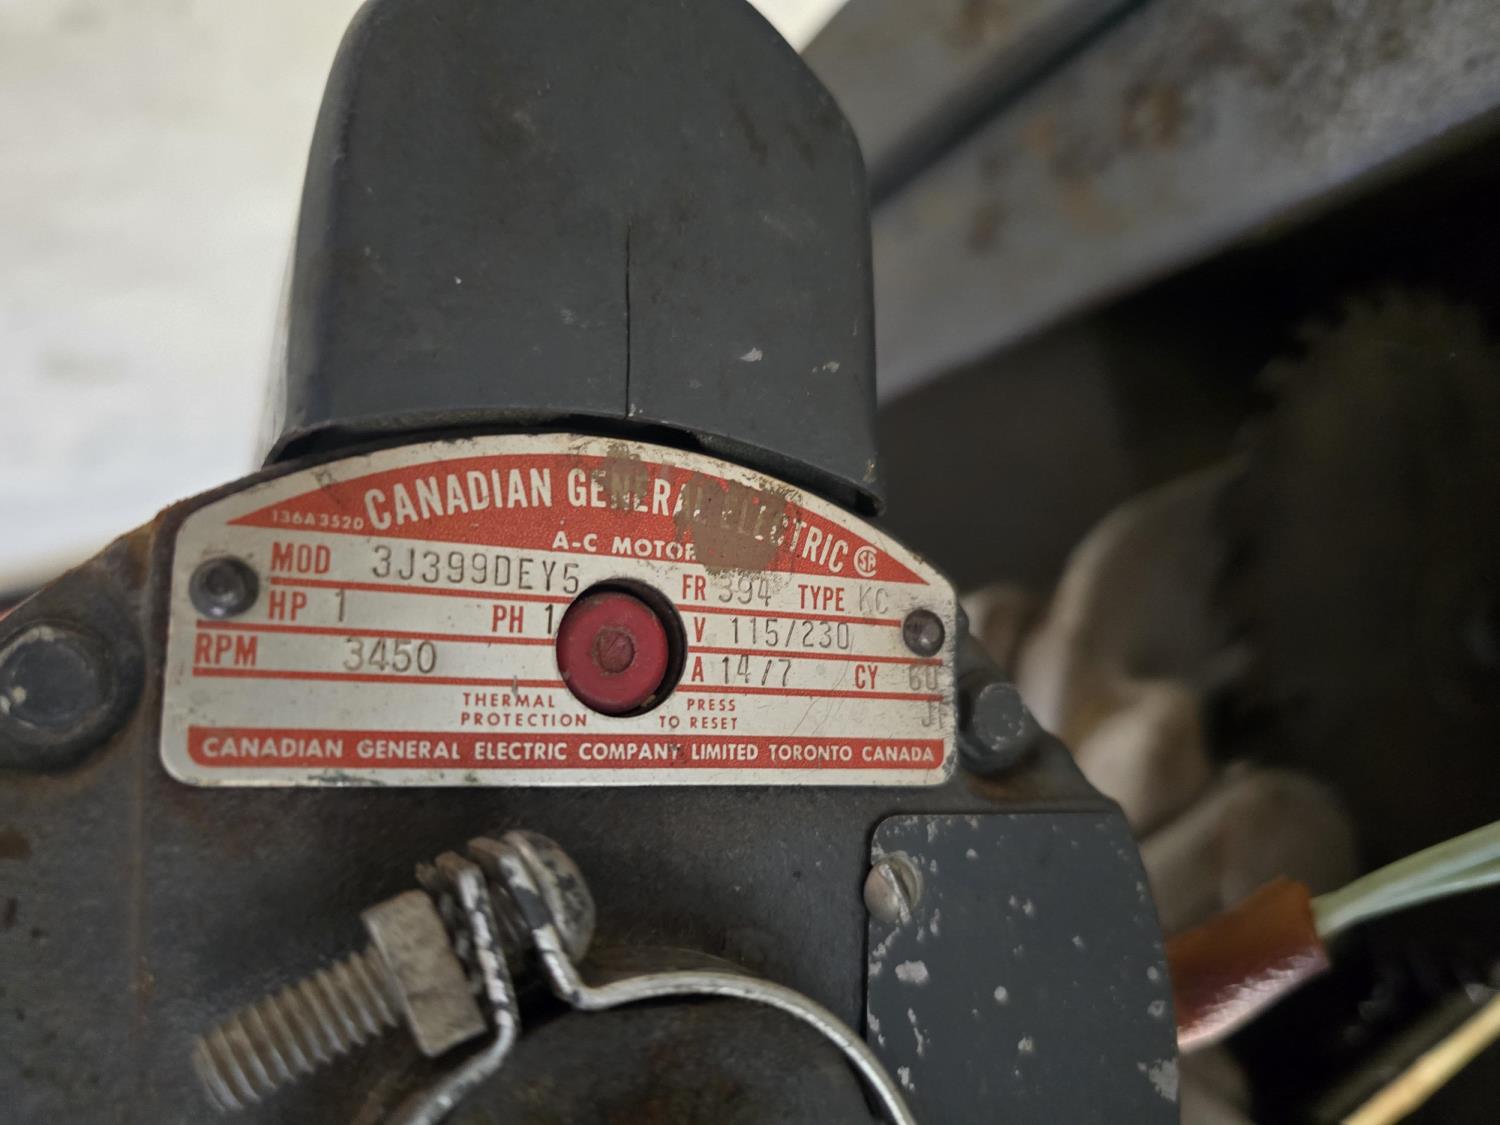 CANADIAN GENERAL ELECTRIC
136A3520
A-C MOTOR
MOD 3J399DEY5 FR 394 TYPE KC
HP 1 PH 1 V 115/230
RPM 3450 A 14/7 CY 60
THERMAL PROTECTION PRESS TO RESET
CANADIAN GENERAL ELECTRIC COMPANY LIMITED TORONTO CANADA